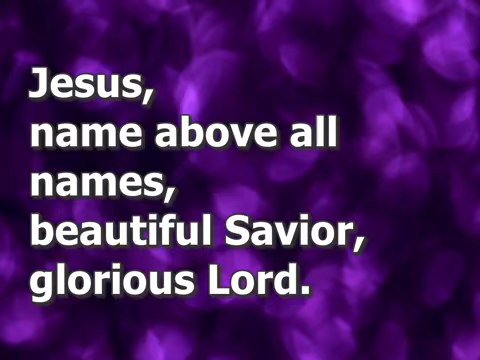 Jesus,
name above all
names,
beautiful Savior,
glorious Lord.